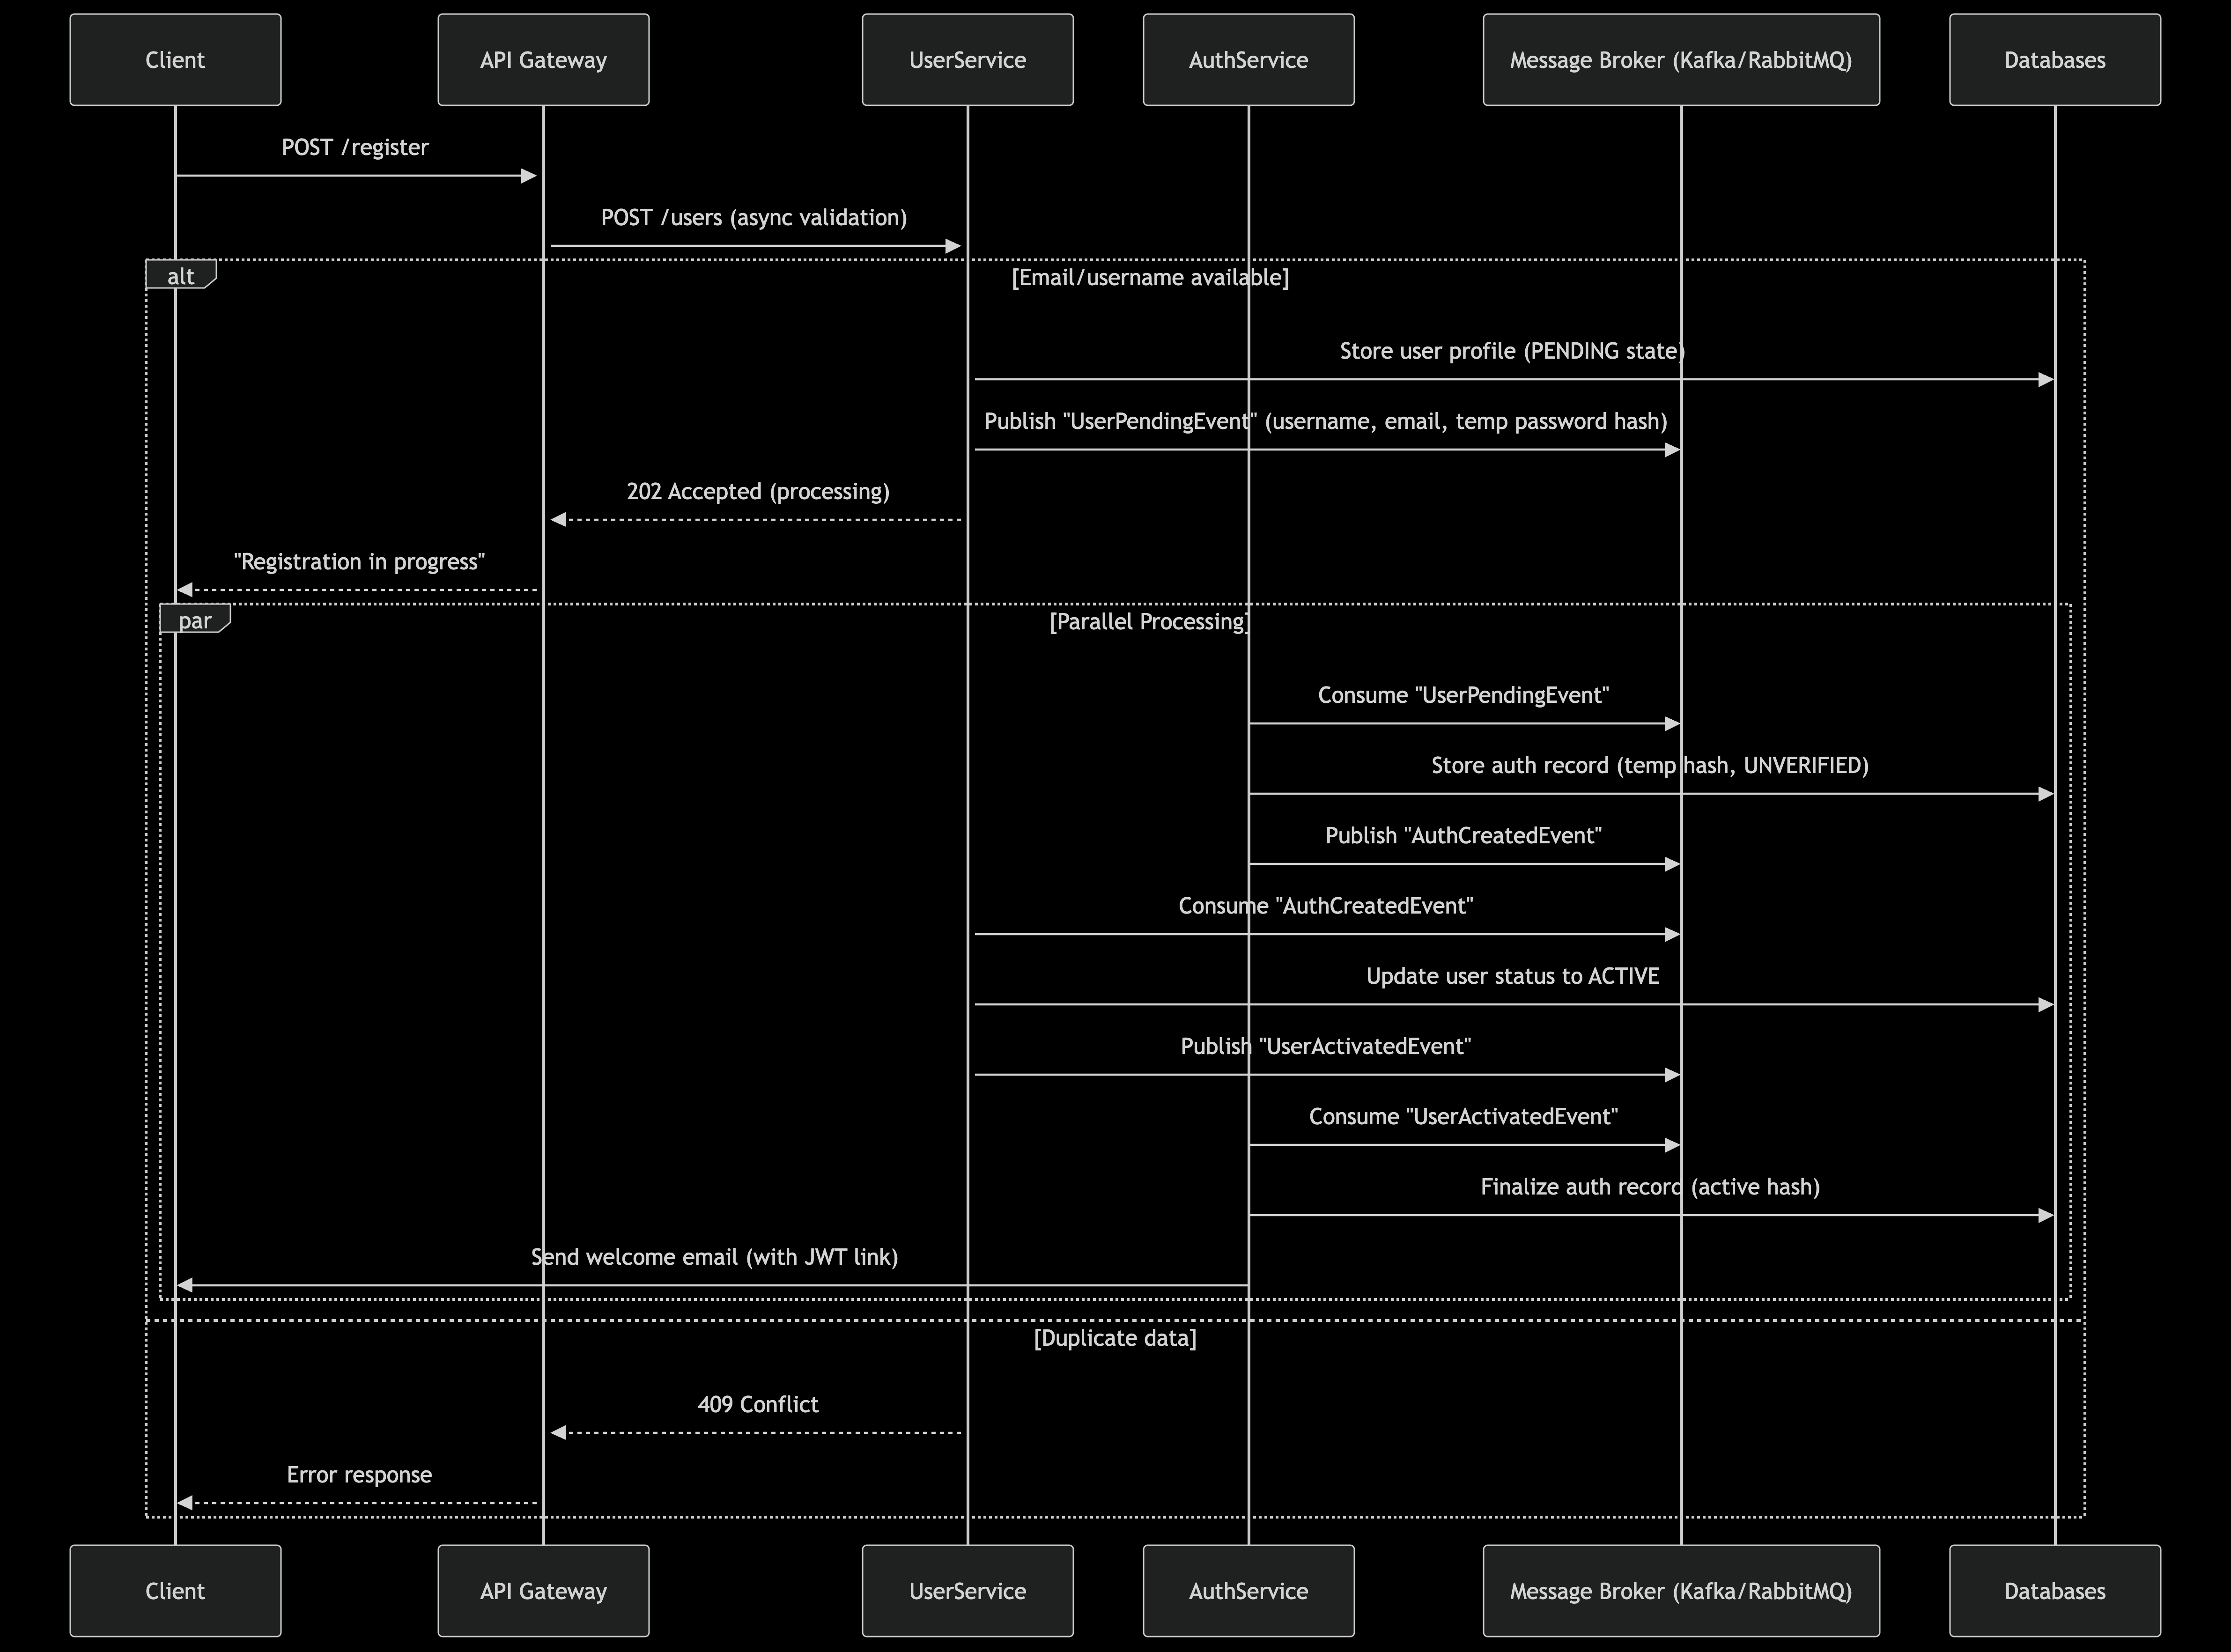 Client
API Gateway
UserService
AuthService
Message Broker (Kafka/RabbitMQ)
Databases
POST /register
POST /users (async validation)
alt
[Email/username available]
Store user profile (PENDING state)
Publish "UserPendingEvent" (username, email, temp password hash)
202 Accepted (processing)
"Registration in progress"
par
[Parallel Processing]
Consume "UserPendingEvent"
Store auth record (temp hash, UNVERIFIED)
Publish "AuthCreatedEvent"
Consume "AuthCreatedEvent"
Update user status to ACTIVE
Publish "UserActivatedEvent"
Consume "UserActivatedEvent"
Finalize auth record (active hash)
Send welcome email (with JWT link)
[Duplicate data]
409 Conflict
Error response
Client
API Gateway
UserService
AuthService
Message Broker (Kafka/RabbitMQ)
Databases